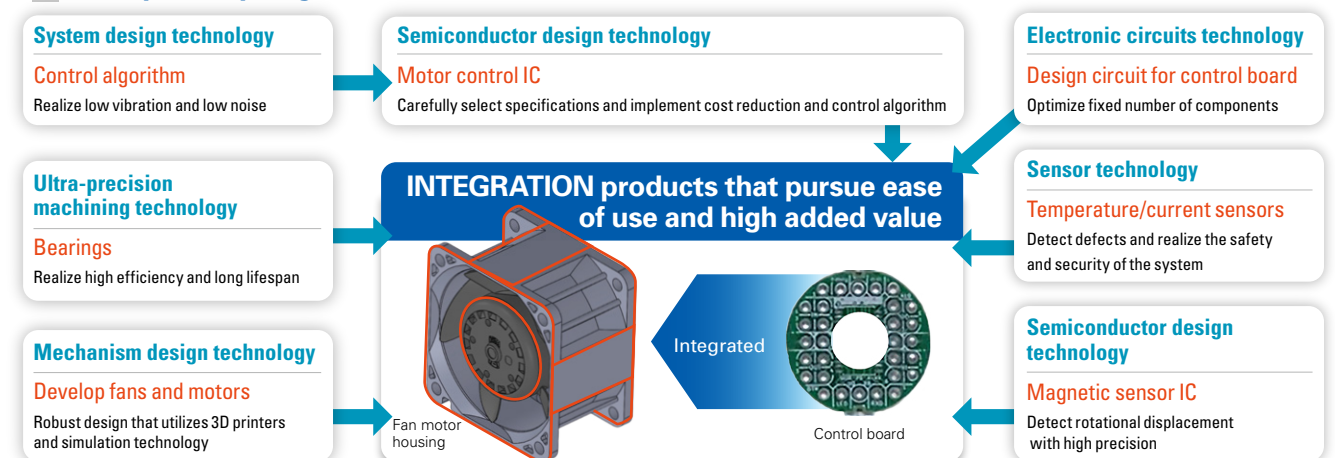 System design technology
Control algorithm
Realize low vibration and low noise
Semiconductor design technology
Motor control IC
Carefully select specifications and implement cost reduction and control algorithm
Electronic circuits technology
Design circuit for control board
Optimize fixed number of components
Ultra-precision
machining technology
Bearings
Realize high efficiency and long lifespan
INTEGRATION products that pursue ease
of use and high added value
Sensor technology
Temperature/current sensors
Detect defects and realize the safety
and security of the system
Mechanism design technology
Develop fans and motors
Robust design that utilizes 3D printers
and simulation technology
Fan motor
housing
Integrated
Control board
Semiconductor design
technology
Magnetic sensor IC
Detect rotational displacement
with high precision